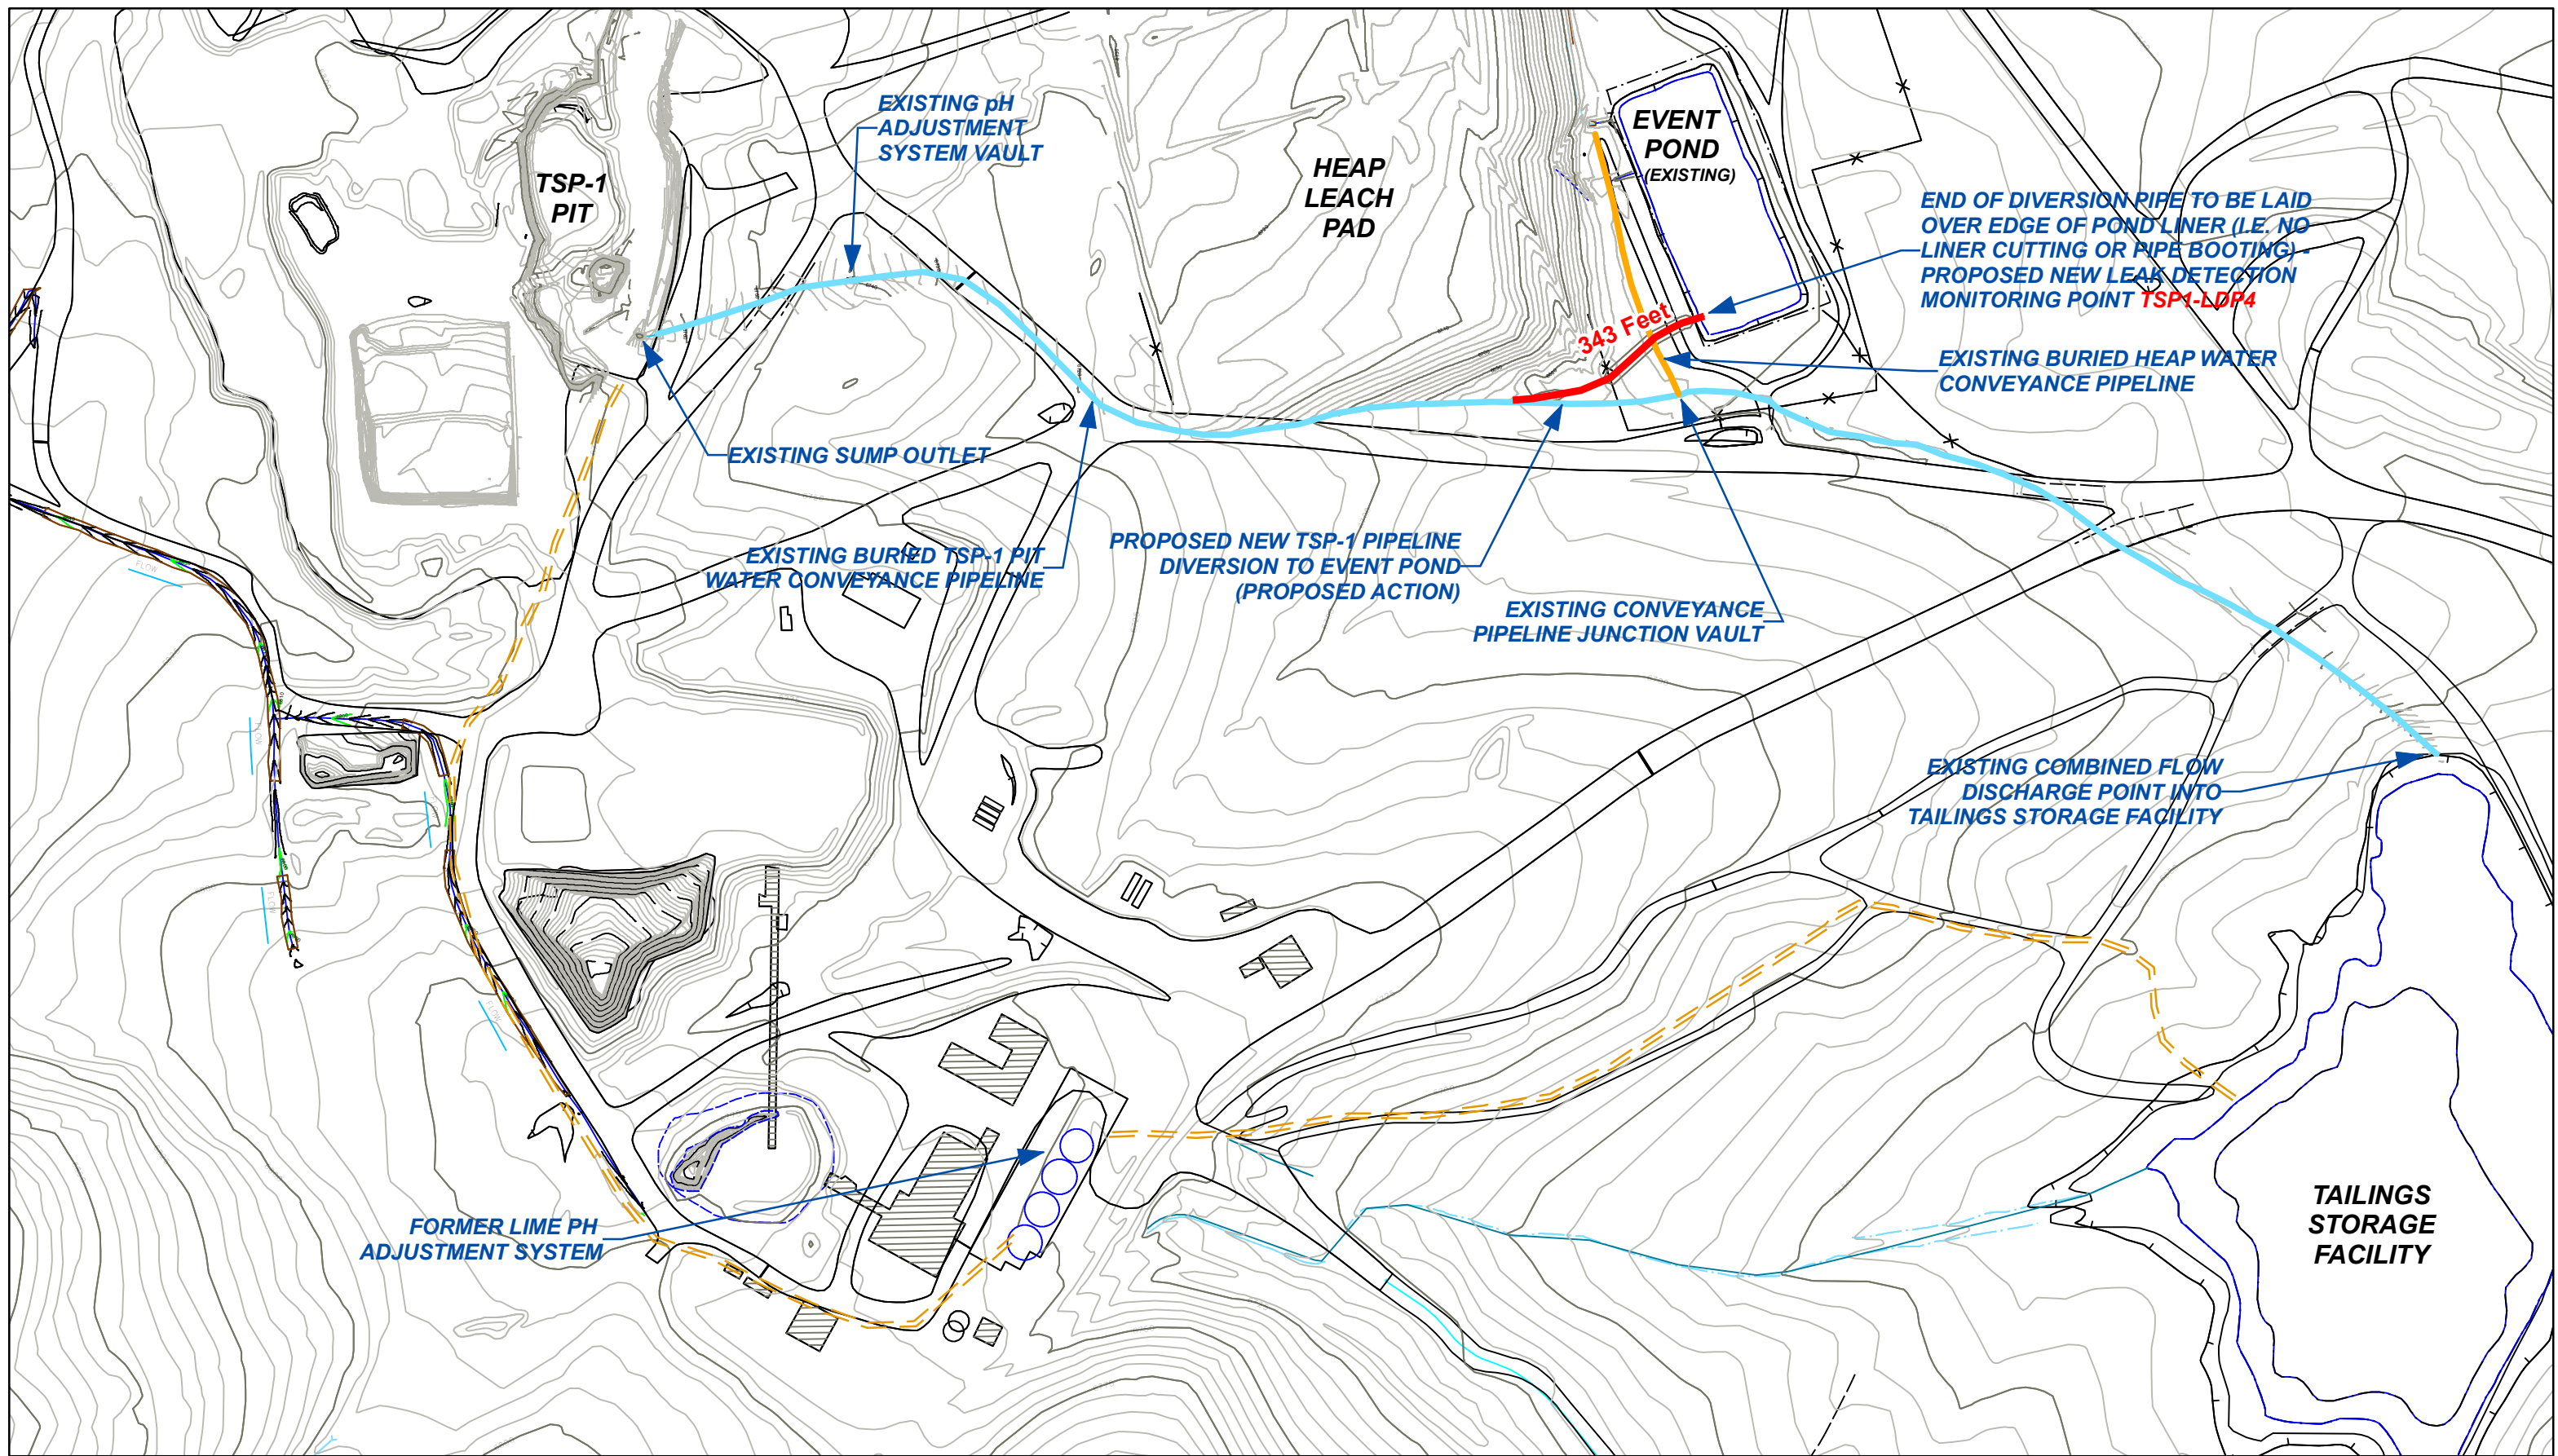 EXISTING pH
ADJUSTMENT
SYSTEM VAULT
TSP-1
PIT
HEAP
LEACH
PAD
EVENT
POND
(EXISTING)
END OF DIVERSION PIPE TO BE LAID
OVER EDGE OF POND LINER (I.E. NO
LINER CUTTING OR PIPE BOOTING) -
PROPOSED NEW LEAK DETECTION
MONITORING POINT TSP1-LDP4
343 Feet
EXISTING BURIED HEAP WATER
CONVEYANCE PIPELINE
EXISTING SUMP OUTLET
EXISTING BURIED TSP-1 PIT
WATER CONVEYANCE PIPELINE
PROPOSED NEW TSP-1 PIPELINE
DIVERSION TO EVENT POND
(PROPOSED ACTION)
EXISTING CONVEYANCE
PIPELINE JUNCTION VAULT
FLOW
FLOW
FLOW
FLOW
EXISTING COMBINED FLOW
DISCHARGE POINT INTO
TAILINGS STORAGE FACILITY
FORMER LIME PH
ADJUSTMENT SYSTEM
TAILINGS
STORAGE
FACILITY